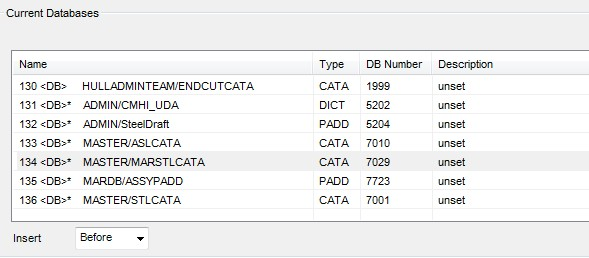 Current Databases
Name Type DB Number Description
130 <DB> HULLADMINTEAM/ENDCUTCATA CATA 1999 unset
131 <DB>* ADMIN/CMHI_UDA DICT 5202 unset
132 <DB>* ADMIN/SteelDraft PADD 5204 unset
133 <DB>* MASTER/ASLCATA CATA 7010 unset
134 <DB>* MASTER/MARSTLCATA CATA 7029 unset
135 <DB>* MARDB/ASSYPADD PADD 7723 unset
136 <DB>* MASTER/STLCATA CATA 7001 unset
Insert Before